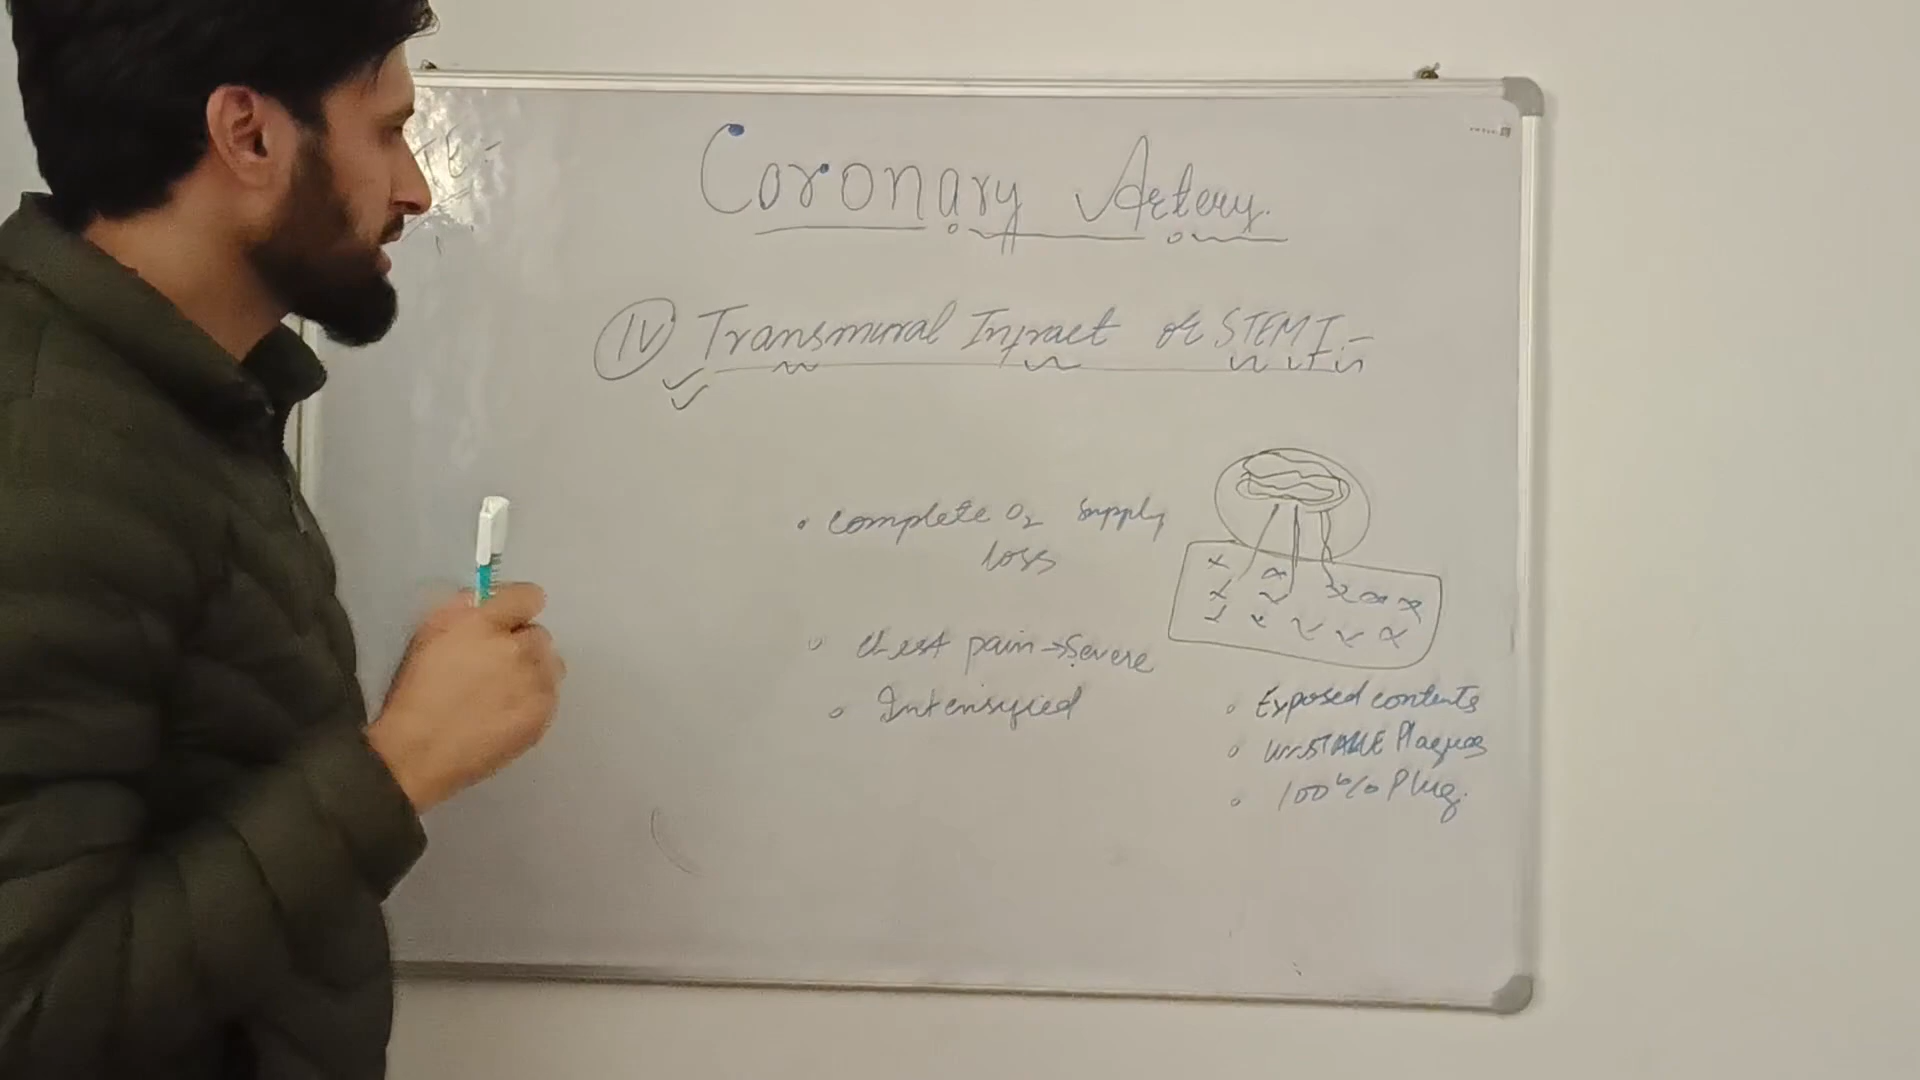 Coronary Artery.
IV Transmural Infract or STEMI:-
• Complete O2 supply
loss
• Chest pain → Severe
• Intensified
• Exposed contents
• UNSTABLE Plaques
• 100% Plug.